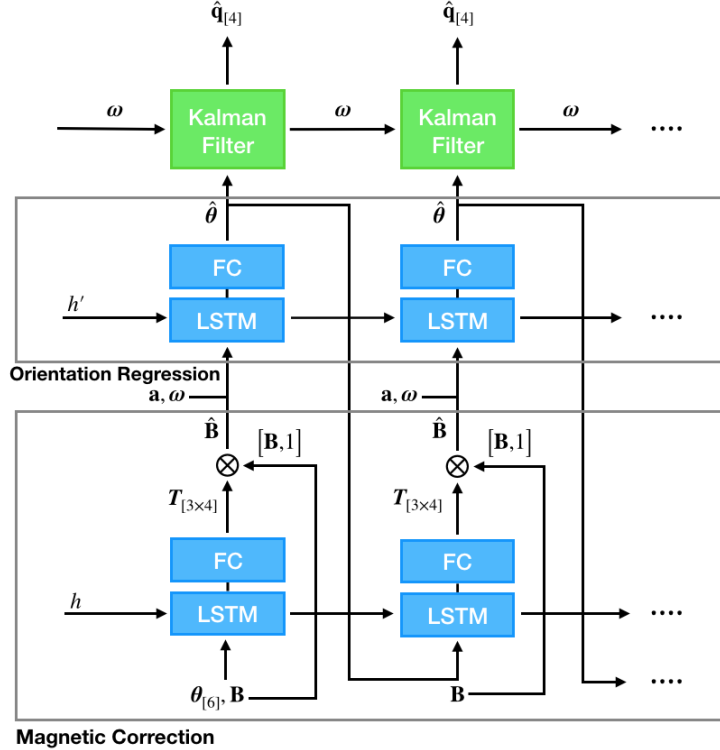 q̂[4] q̂[4]
ω Kalman Filter ω Kalman Filter ω ....
θ̂ θ̂
FC FC
h′ LSTM LSTM ....
Orientation Regression
a, ω a, ω
B̂ [B,1] B̂ [B,1]
⊗ ⊗
T[3×4] T[3×4]
FC FC
h LSTM LSTM ....
θ[6], B B ....
Magnetic Correction